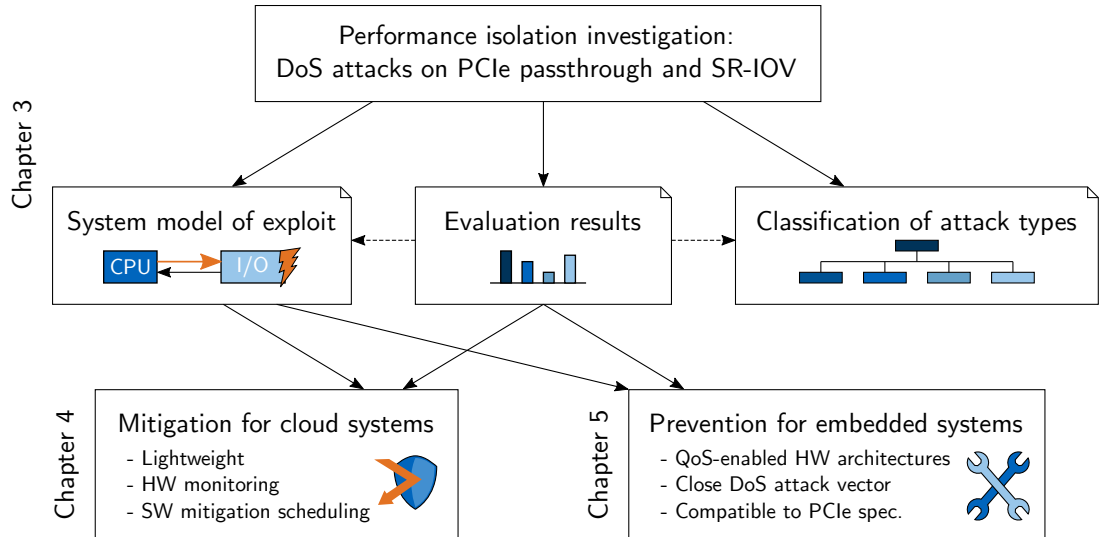 Performance isolation investigation:
DoS attacks on PCIe passthrough and SR-IOV
Chapter 3
System model of exploit
CPU
I/O
Evaluation results
Classification of attack types
Chapter 4
Mitigation for cloud systems
- Lightweight
- HW monitoring
- SW mitigation scheduling
Chapter 5
Prevention for embedded systems
- QoS-enabled HW architectures
- Close DoS attack vector
- Compatible to PCIe spec.